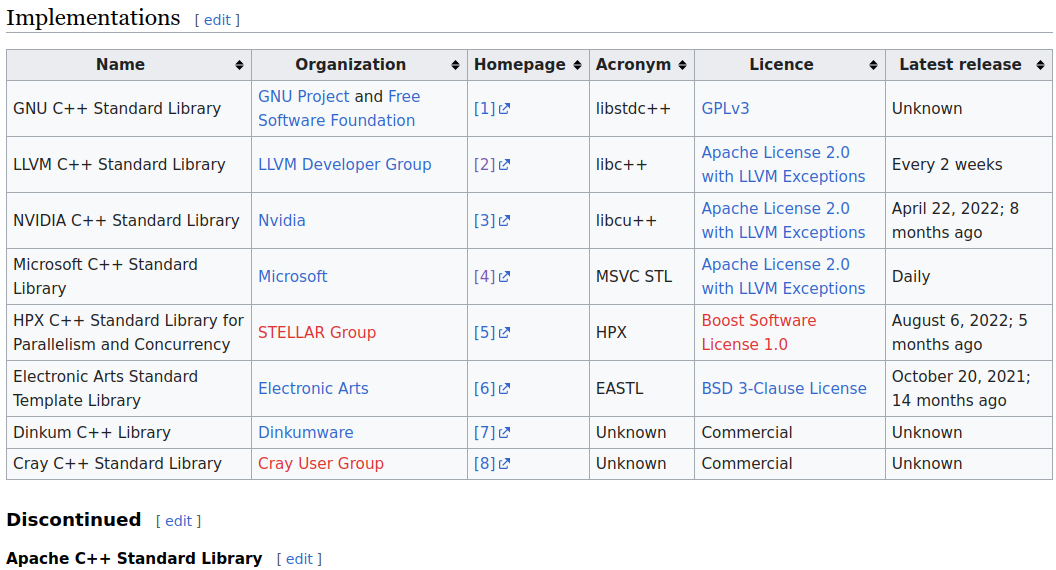 Implementations [ edit ]
Name Organization Homepage Acronym Licence Latest release
GNU C++ Standard Library GNU Project and Free Software Foundation [1] libstdc++ GPLv3 Unknown
LLVM C++ Standard Library LLVM Developer Group [2] libc++ Apache License 2.0 with LLVM Exceptions Every 2 weeks
NVIDIA C++ Standard Library Nvidia [3] libcu++ Apache License 2.0 with LLVM Exceptions April 22, 2022; 8 months ago
Microsoft C++ Standard Library Microsoft [4] MSVC STL Apache License 2.0 with LLVM Exceptions Daily
HPX C++ Standard Library for Parallelism and Concurrency STELLAR Group [5] HPX Boost Software License 1.0 August 6, 2022; 5 months ago
Electronic Arts Standard Template Library Electronic Arts [6] EASTL BSD 3-Clause License October 20, 2021; 14 months ago
Dinkum C++ Library Dinkumware [7] Unknown Commercial Unknown
Cray C++ Standard Library Cray User Group [8] Unknown Commercial Unknown
Discontinued [ edit ]
Apache C++ Standard Library [ edit ]